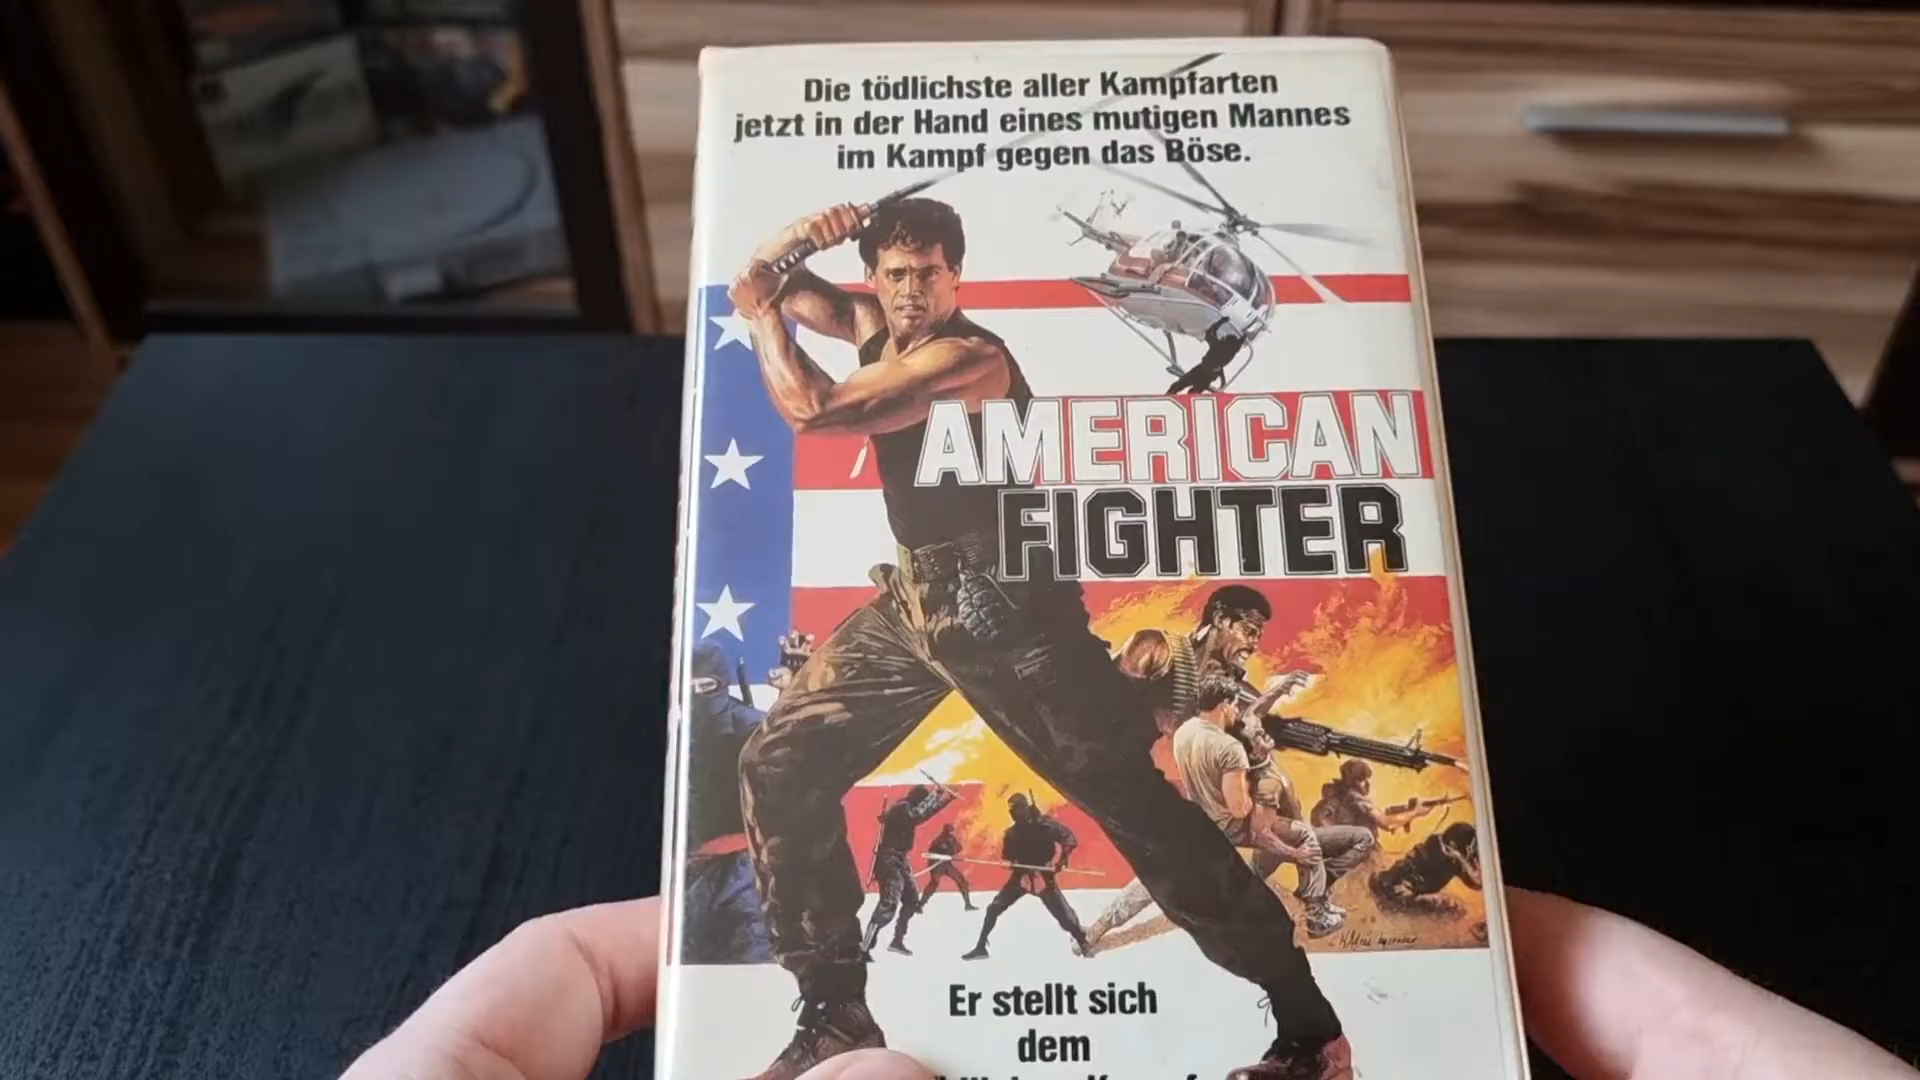 Die tödlichste aller Kampfarten
jetzt in der Hand eines mutigen Mannes
im Kampf gegen das Böse.
AMERICAN
FIGHTER
Er stellt sich
dem